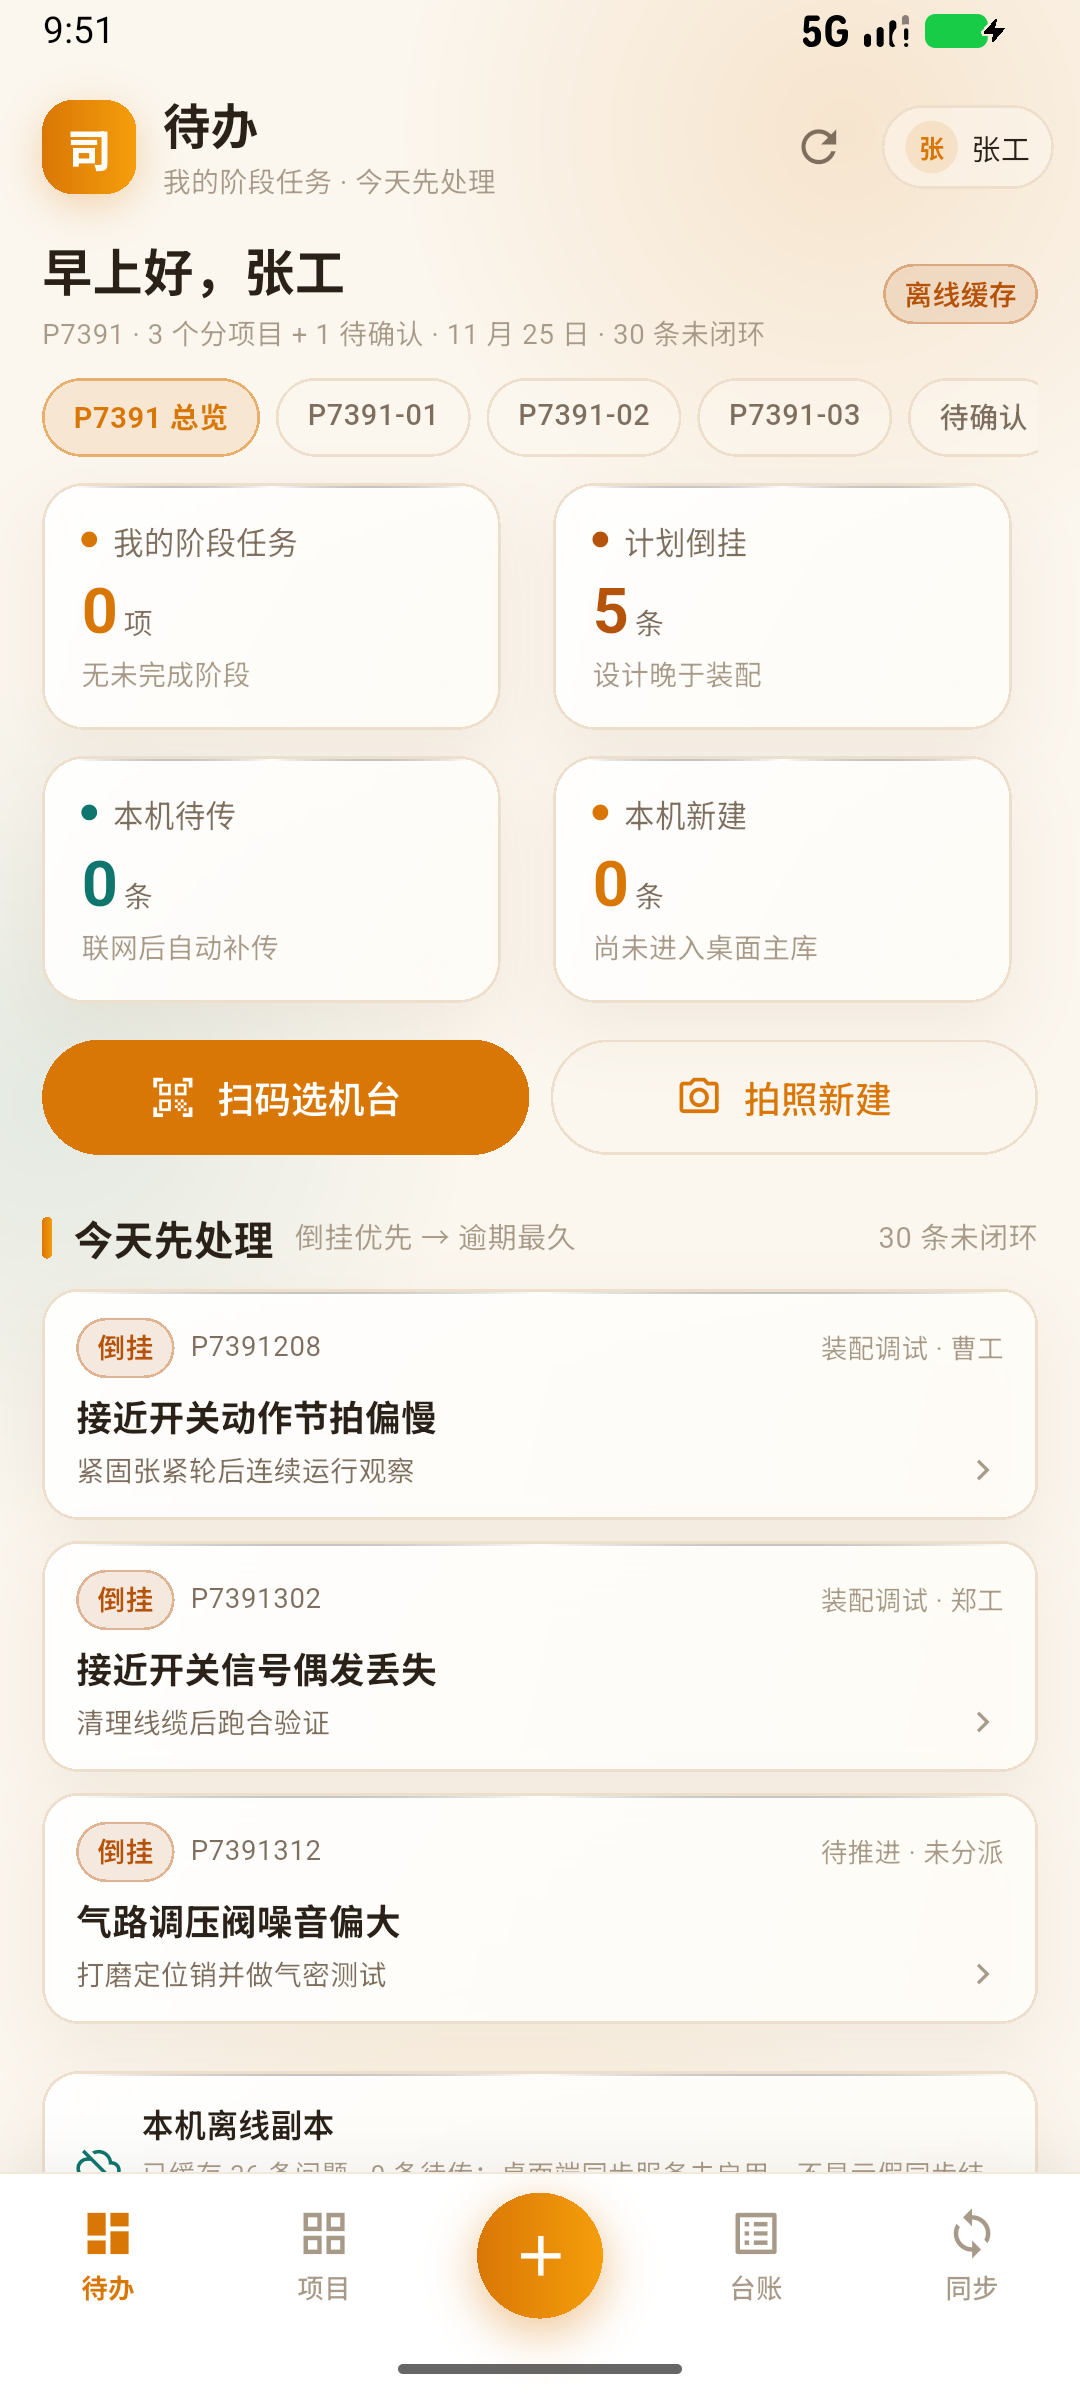 9:51
5G
司
待办
我的阶段任务 · 今天先处理
张 张工
早上好，张工
P7391 · 3 个分项目 + 1 待确认 · 11 月 25 日 · 30 条未闭环
离线缓存
P7391 总览
P7391-01
P7391-02
P7391-03
待确认
我的阶段任务
0 项
无未完成阶段
计划倒挂
5 条
设计晚于装配
本机待传
0 条
联网后自动补传
本机新建
0 条
尚未进入桌面主库
扫码选机台
拍照新建
今天先处理 倒挂优先 → 逾期最久 30 条未闭环
倒挂 P7391208 装配调试 · 曹工
接近开关动作节拍偏慢
紧固张紧轮后连续运行观察
倒挂 P7391302 装配调试 · 郑工
接近开关信号偶发丢失
清理线缆后跑合验证
倒挂 P7391312 待推进 · 未分派
气路调压阀噪音偏大
打磨定位销并做气密测试
本机离线副本
待办
项目
台账
同步